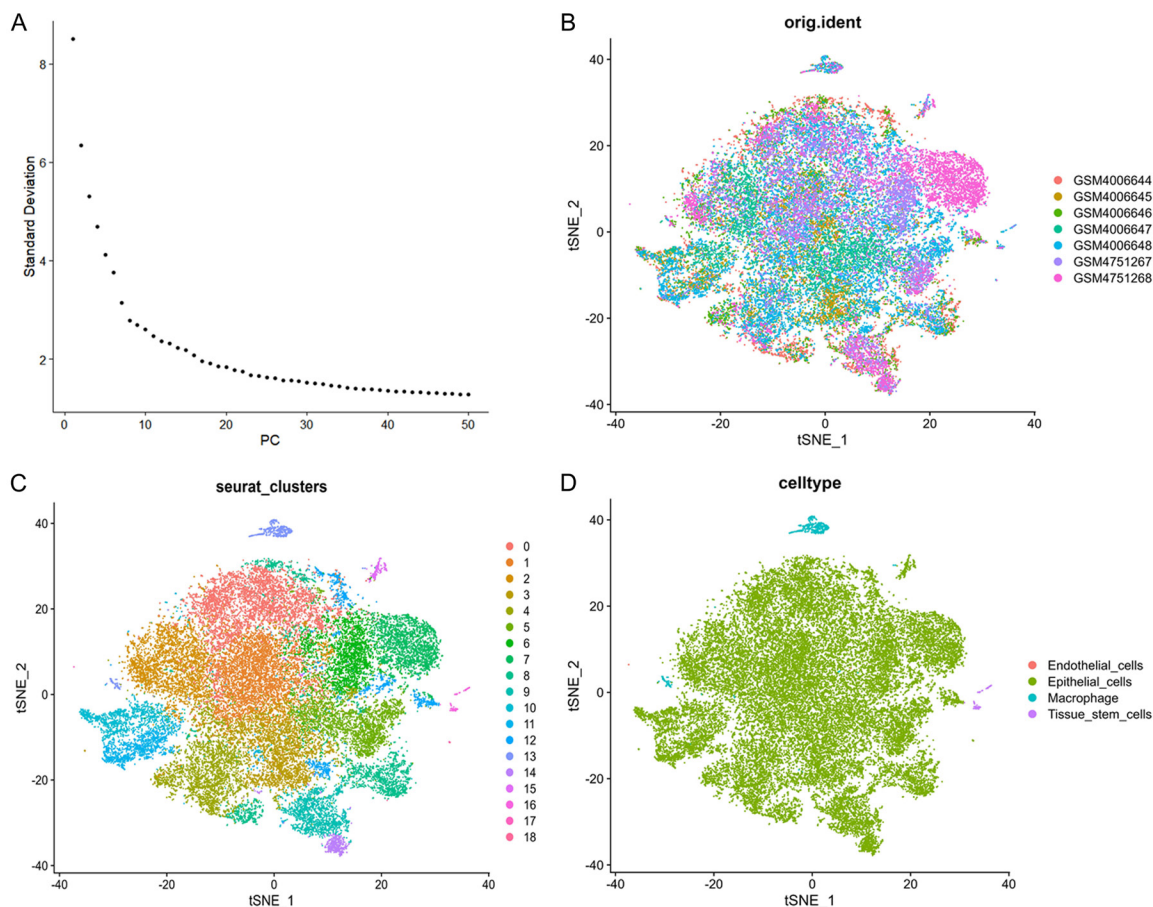 A
8
6
4
2
Standard Deviation
0
10
20
30
40
50
PC
B
orig.ident
40
20
0
-20
-40
tSNE_2
-40
-20
0
20
40
tSNE_1
GSM4006644
GSM4006645
GSM4006646
GSM4006647
GSM4006648
GSM4751267
GSM4751268
C
seurat_clusters
40
20
0
-20
-40
tSNE_2
-40
-20
0
20
40
tSNE_1
0
1
2
3
4
5
6
7
8
9
10
11
12
13
14
15
16
17
18
D
celltype
40
20
0
-20
-40
tSNE_2
-40
-20
0
20
40
tSNE_1
Endothelial_cells
Epithelial_cells
Macrophage
Tissue_stem_cells